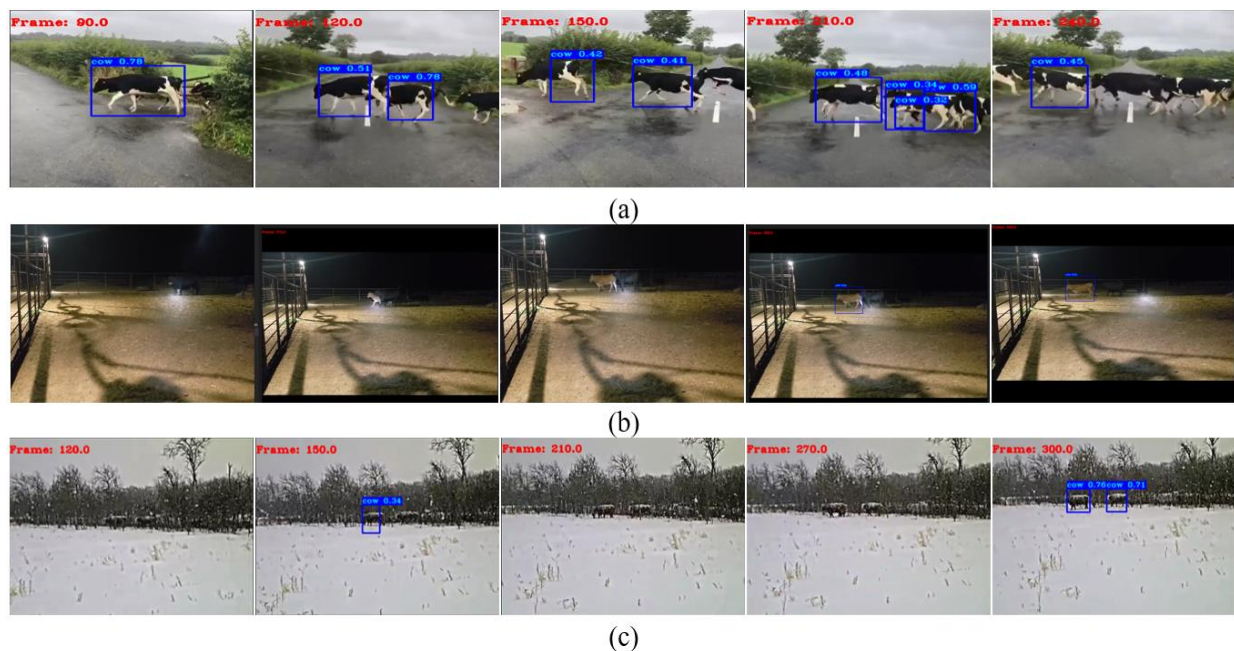 Frame: 90.0
Frame: 120.0
Frame: 150.0
Frame: 210.0
cow 0.78
cow 0.51
cow 0.78
cow 0.42
cow 0.41
cow 0.48
cow 0.34
w 0.59
cow 0.32
cow 0.45
(a)
(b)
Frame: 120.0
Frame: 150.0
Frame: 210.0
Frame: 270.0
Frame: 300.0
cow 0.34
cow 0.76
cow 0.71
(c)